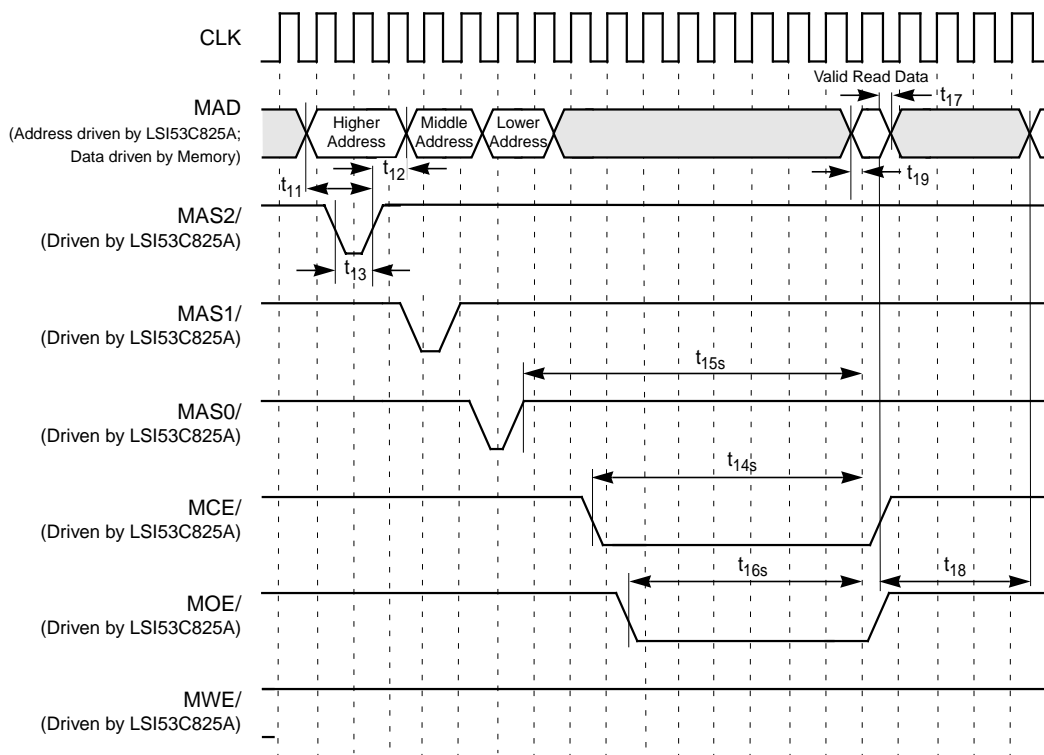 CLK
Valid Read Data
t17
MAD
(Address driven by LSI53C825A;
Data driven by Memory)
Higher
Address
Middle
Address
Lower
Address
t12
t19
t11
MAS2/
(Driven by LSI53C825A)
t13
MAS1/
(Driven by LSI53C825A)
t15s
MAS0/
(Driven by LSI53C825A)
t14s
MCE/
(Driven by LSI53C825A)
t16s
t18
MOE/
(Driven by LSI53C825A)
MWE/
(Driven by LSI53C825A)